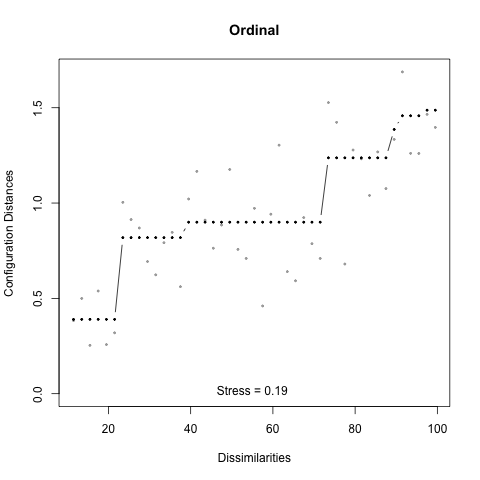 Ordinal
Configuration Distances
1.5
1.0
0.5
0.0
Stress = 0.19
20 40 60 80 100
Dissimilarities